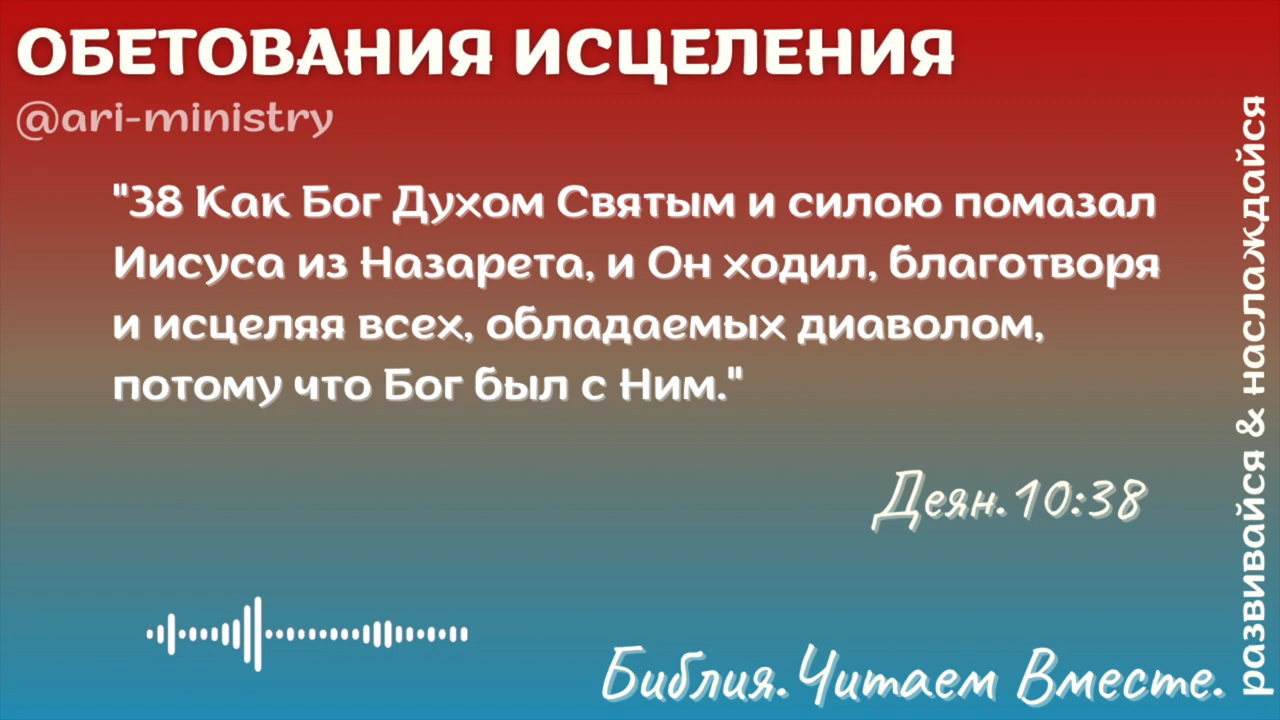 ОБЕТОВАНИЯ ИСЦЕЛЕНИЯ
@ari-ministry
"38 Как Бог Духом Святым и силою помазал
Иисуса из Назарета, и Он ходил, благотворя
и исцеляя всех, обладаемых диаволом,
потому что Бог был с Ним."
Деян.10:38
Библия.Читаем Вместе.
развивайся & наслаждайся